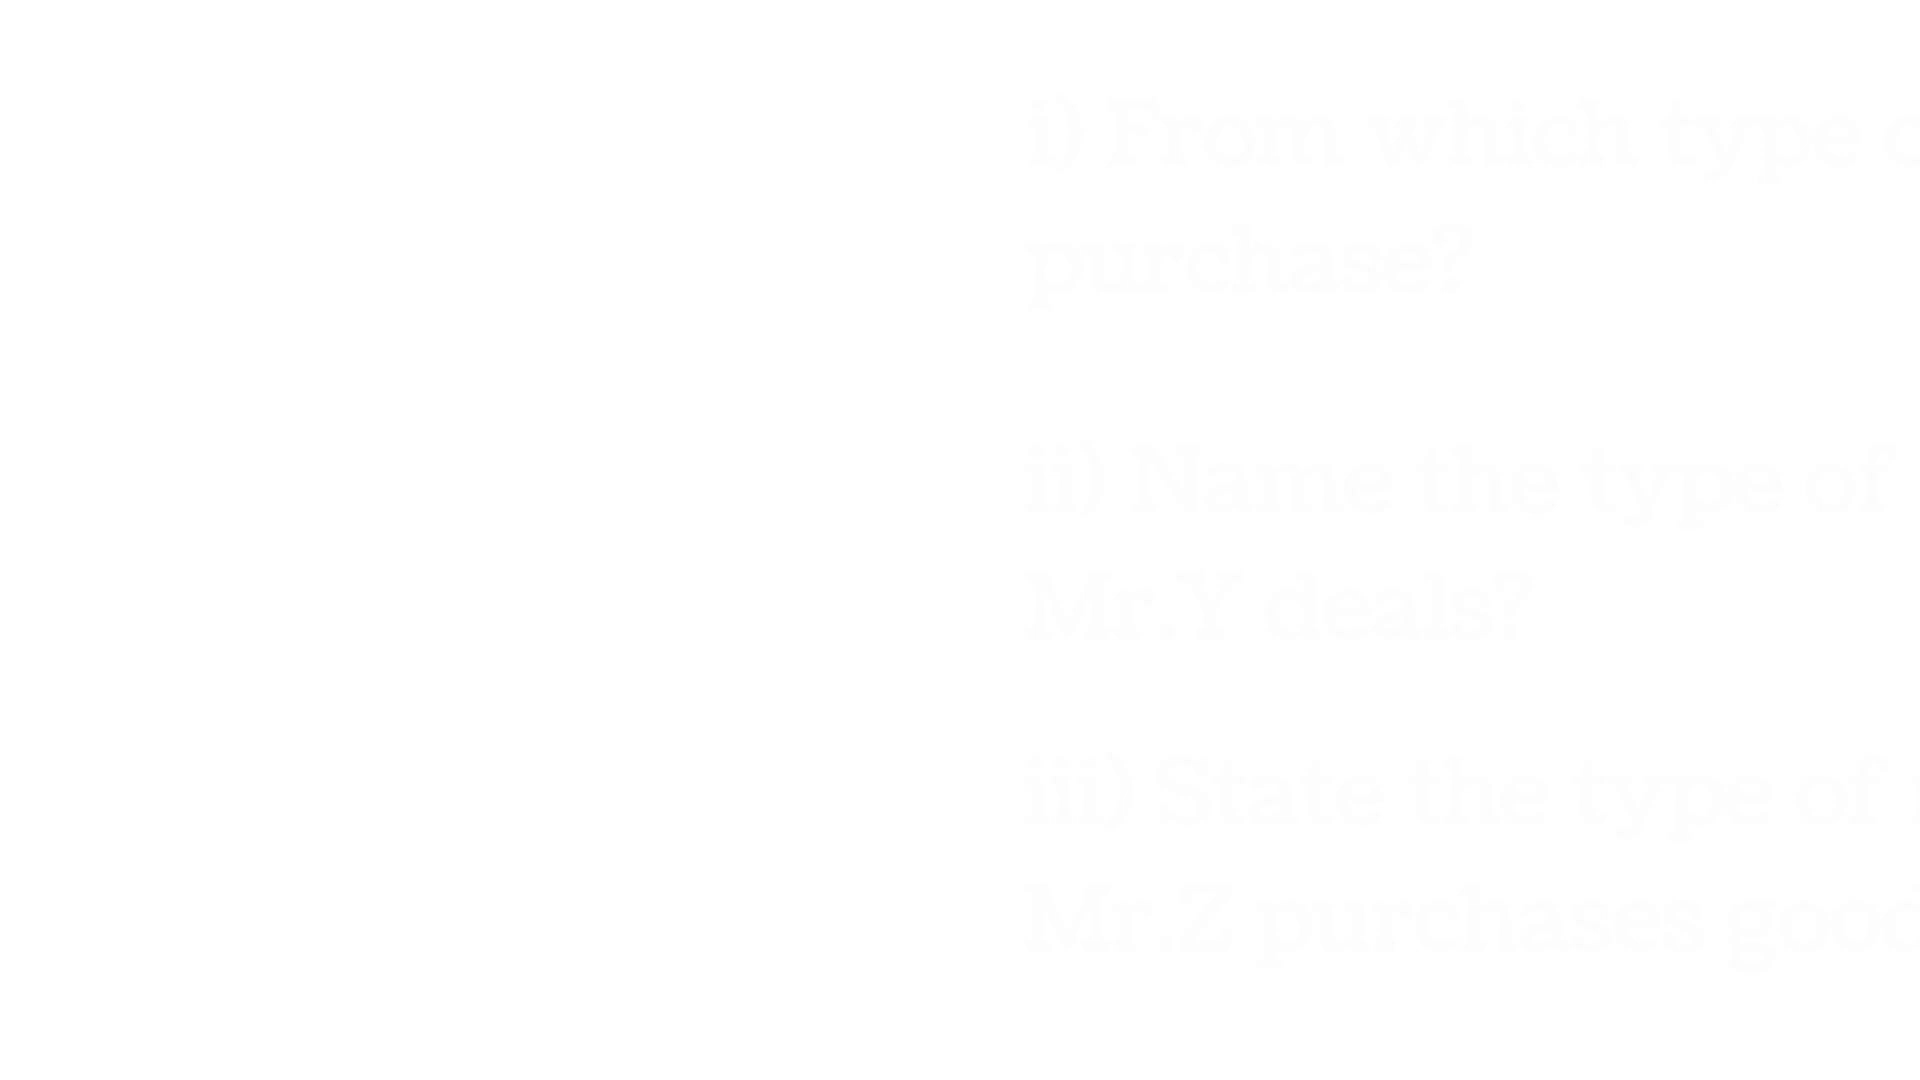 i) From which type
purchase?
ii) Name the type of
Mr.Y deals?
iii) State the type of
Mr.Z purchases